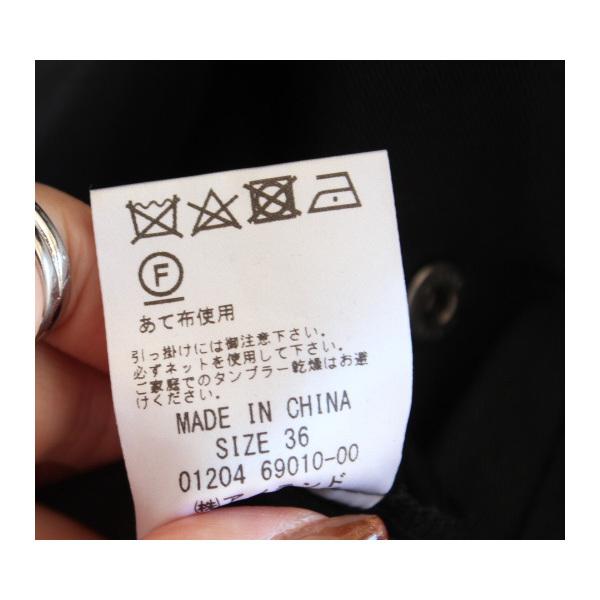 F
あて布使用
引っ掛けには御注意下さい。
必ずネットを使用して下さい。
ご家庭でのタンブラー乾燥はお避
けください。
MADE IN CHINA
SIZE 36
01204 69010-00